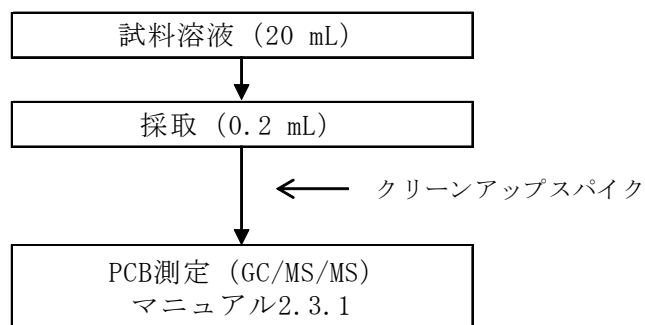 試料溶液 (20 mL)
採取 (0.2 mL)
クリーンアップスパイク
PCB測定 (GC/MS/MS)
マニュアル2.3.1